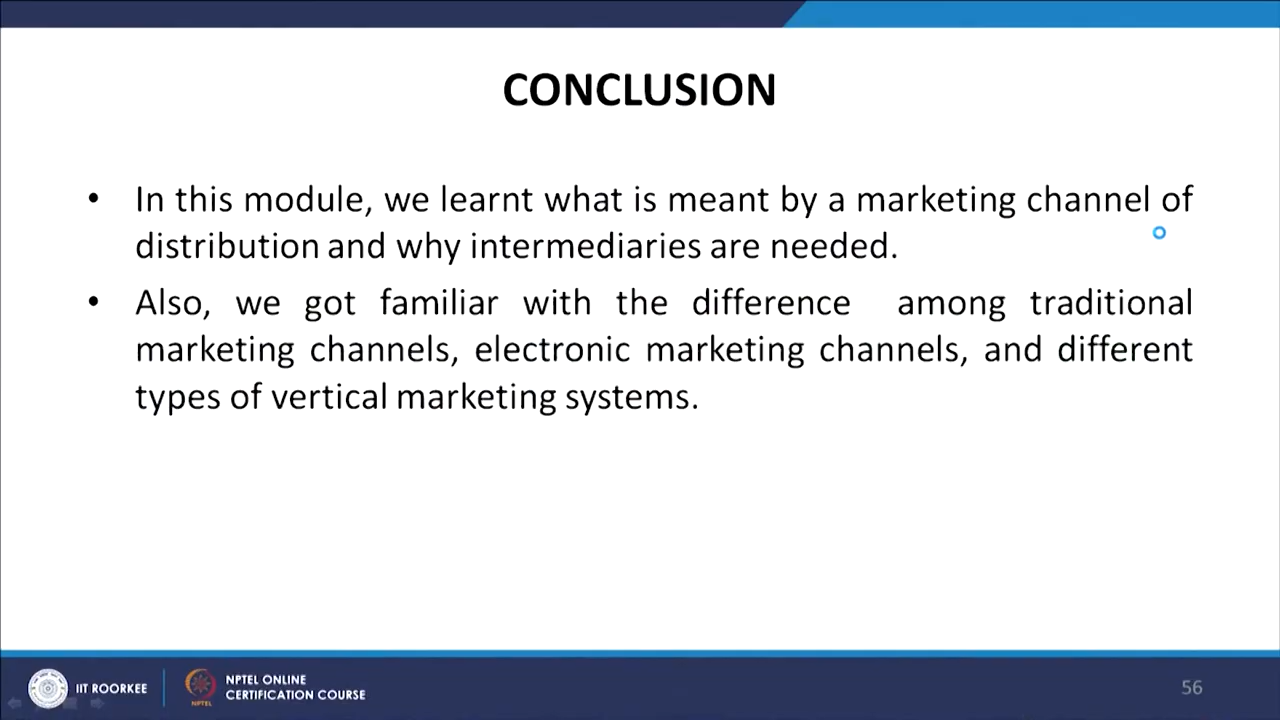 CONCLUSION
• In this module, we learnt what is meant by a marketing channel of
distribution and why intermediaries are needed.
• Also, we got familiar with the difference among traditional
marketing channels, electronic marketing channels, and different
types of vertical marketing systems.
IIT ROORKEE
NPTEL
NPTEL ONLINE
CERTIFICATION COURSE
56